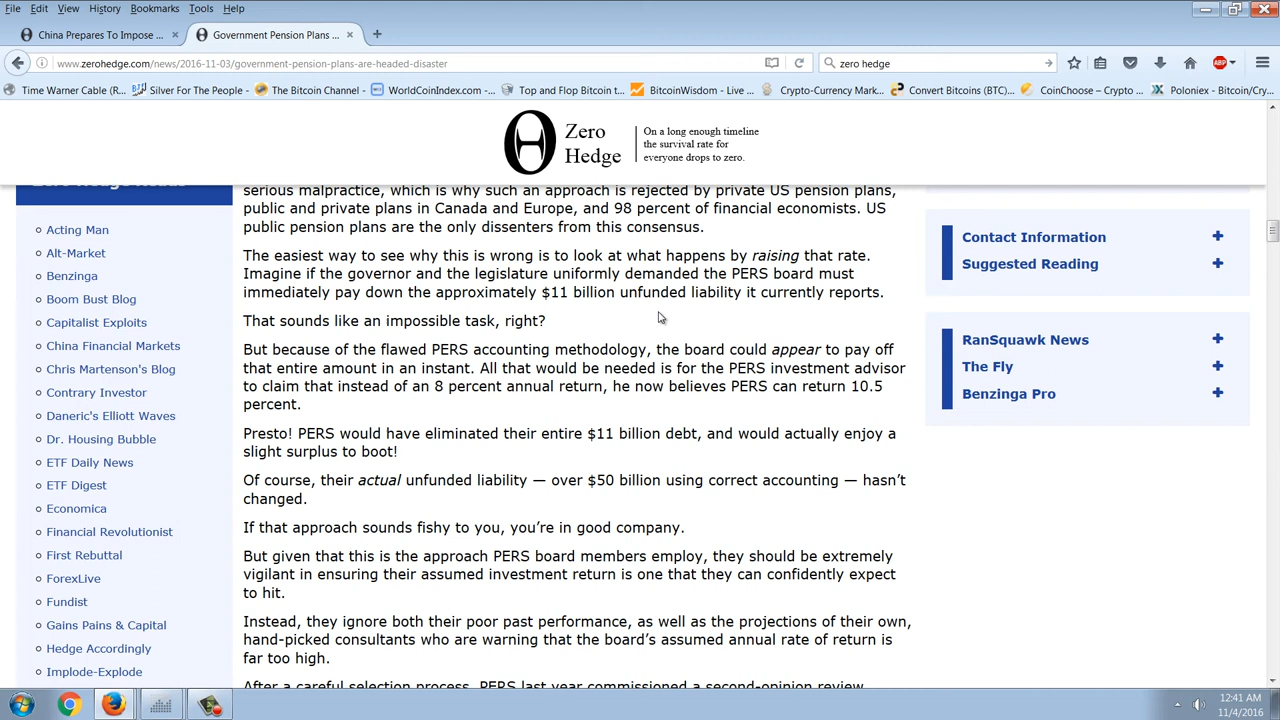 File Edit View History Bookmarks Tools Help
China Prepares To Impose ... ×
Government Pension Plans ... ×
www.zerohedge.com/news/2016-11-03/government-pension-plans-are-headed-disaster
zero hedge
ABP
Time Warner Cable (R... Silver For The People - The Bitcoin Channel - WorldCoinIndex.com - ... Top and Flop Bitcoin t... BitcoinWisdom - Live ... Crypto-Currency Mark... Convert Bitcoins (BTC)... CoinChoose – Crypto ... Poloniex - Bitcoin/Cry...
Zero
Hedge
On a long enough timeline
the survival rate for
everyone drops to zero.
Acting Man
Alt-Market
Benzinga
Boom Bust Blog
Capitalist Exploits
China Financial Markets
Chris Martenson's Blog
Contrary Investor
Daneric's Elliott Waves
Dr. Housing Bubble
ETF Daily News
ETF Digest
Economica
Financial Revolutionist
First Rebuttal
ForexLive
Fundist
Gains Pains & Capital
Hedge Accordingly
Implode-Explode
serious malpractice, which is why such an approach is rejected by private US pension plans,
public and private plans in Canada and Europe, and 98 percent of financial economists. US
public pension plans are the only dissenters from this consensus.
The easiest way to see why this is wrong is to look at what happens by raising that rate.
Imagine if the governor and the legislature uniformly demanded the PERS board must
immediately pay down the approximately $11 billion unfunded liability it currently reports.
That sounds like an impossible task, right?
But because of the flawed PERS accounting methodology, the board could appear to pay off
that entire amount in an instant. All that would be needed is for the PERS investment advisor
to claim that instead of an 8 percent annual return, he now believes PERS can return 10.5
percent.
Presto! PERS would have eliminated their entire $11 billion debt, and would actually enjoy a
slight surplus to boot!
Of course, their actual unfunded liability — over $50 billion using correct accounting — hasn't
changed.
If that approach sounds fishy to you, you're in good company.
But given that this is the approach PERS board members employ, they should be extremely
vigilant in ensuring their assumed investment return is one that they can confidently expect
to hit.
Instead, they ignore both their poor past performance, as well as the projections of their own,
hand-picked consultants who are warning that the board's assumed annual rate of return is
far too high.
After a careful selection process, PERS last year commissioned a second-opinion review
Contact Information +
Suggested Reading +
RanSquawk News +
The Fly +
Benzinga Pro +
12:41 AM
11/4/2016